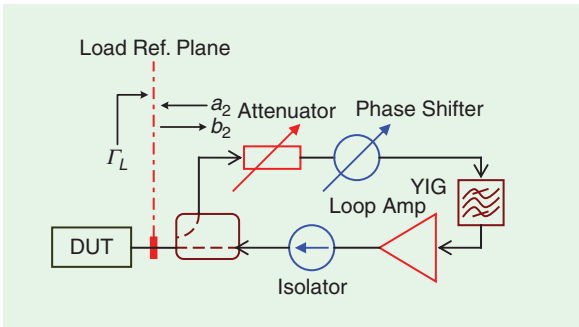 Load Ref. Plane
a2
b2
ΓL
Attenuator
Phase Shifter
YIG
Loop Amp
DUT
Isolator